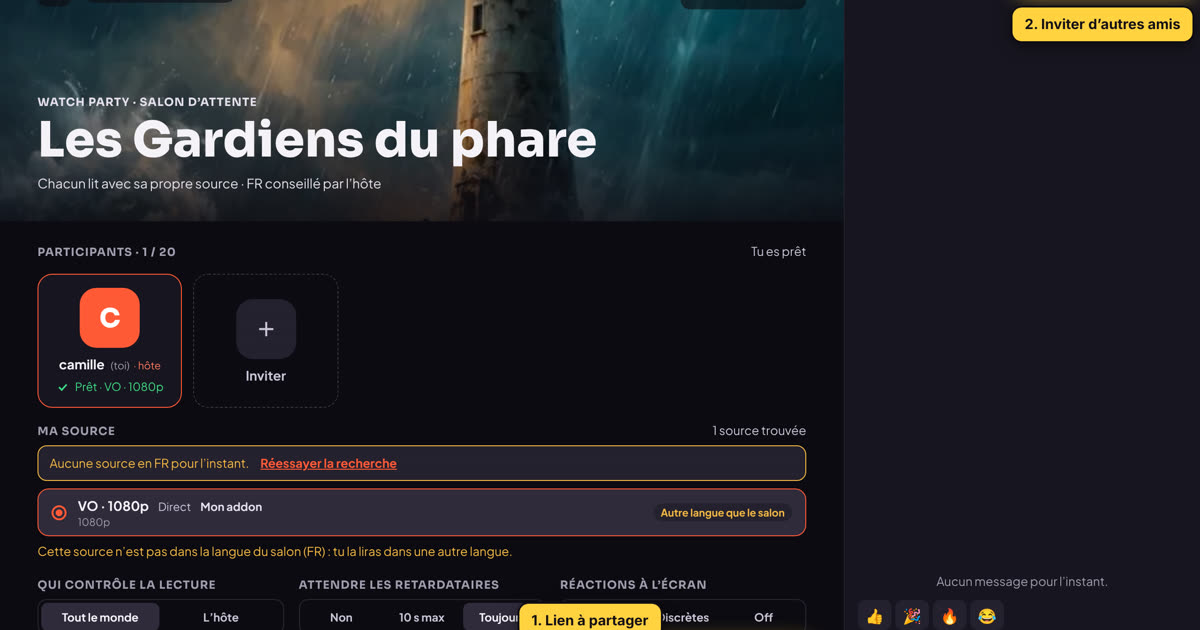 2. Inviter d’autres amis
WATCH PARTY · SALON D’ATTENTE
Les Gardiens du phare
Chacun lit avec sa propre source · FR conseillé par l’hôte
PARTICIPANTS · 1 / 20
Tu es prêt
C
camille (toi) · hôte
Prêt · VO · 1080p
+
Inviter
MA SOURCE
1 source trouvée
Aucune source en FR pour l’instant. Réessayer la recherche
VO · 1080p Direct Mon addon
1080p
Autre langue que le salon
Cette source n’est pas dans la langue du salon (FR) : tu la liras dans une autre langue.
QUI CONTRÔLE LA LECTURE
Tout le monde L’hôte
ATTENDRE LES RETARDATAIRES
Non 10 s max
RÉACTIONS À L’ÉCRAN
Off
1. Lien à partager
Aucun message pour l’instant.